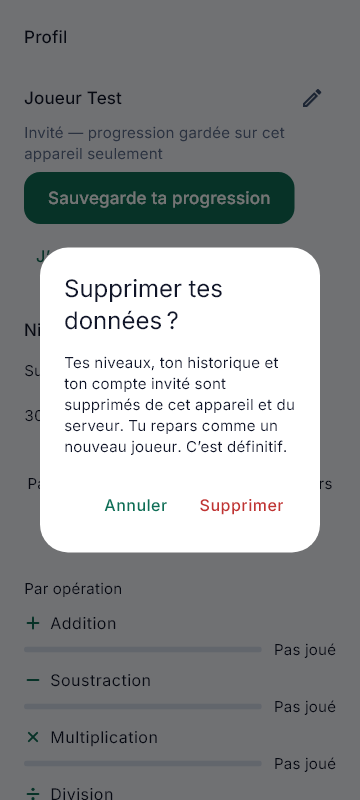 Profil
Joueur Test
Invité — progression gardée sur cet
appareil seulement
Sauvegarde ta progression
Supprimer tes
données ?
Tes niveaux, ton historique et
ton compte invité sont
supprimés de cet appareil et du
serveur. Tu repars comme un
nouveau joueur. C’est définitif.
Annuler Supprimer
Par opération
Addition
Pas joué
Soustraction
Pas joué
Multiplication
Pas joué
Division